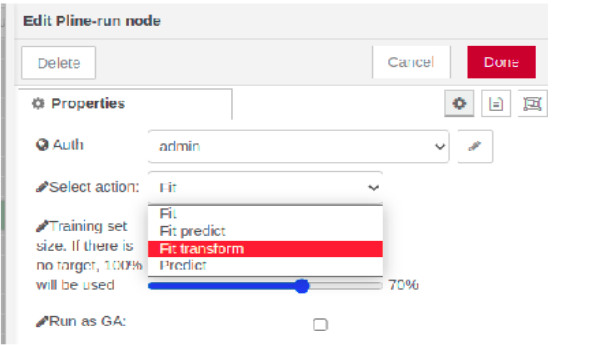 Edit Pline-run node
Delete
Cancel
Done
Properties
Auth
admin
Select action:
Fit
Fit
Fit predict
Fit transform
Predict
Training set
size. If there is
no target, 100%
will be used
70%
Run as GA: